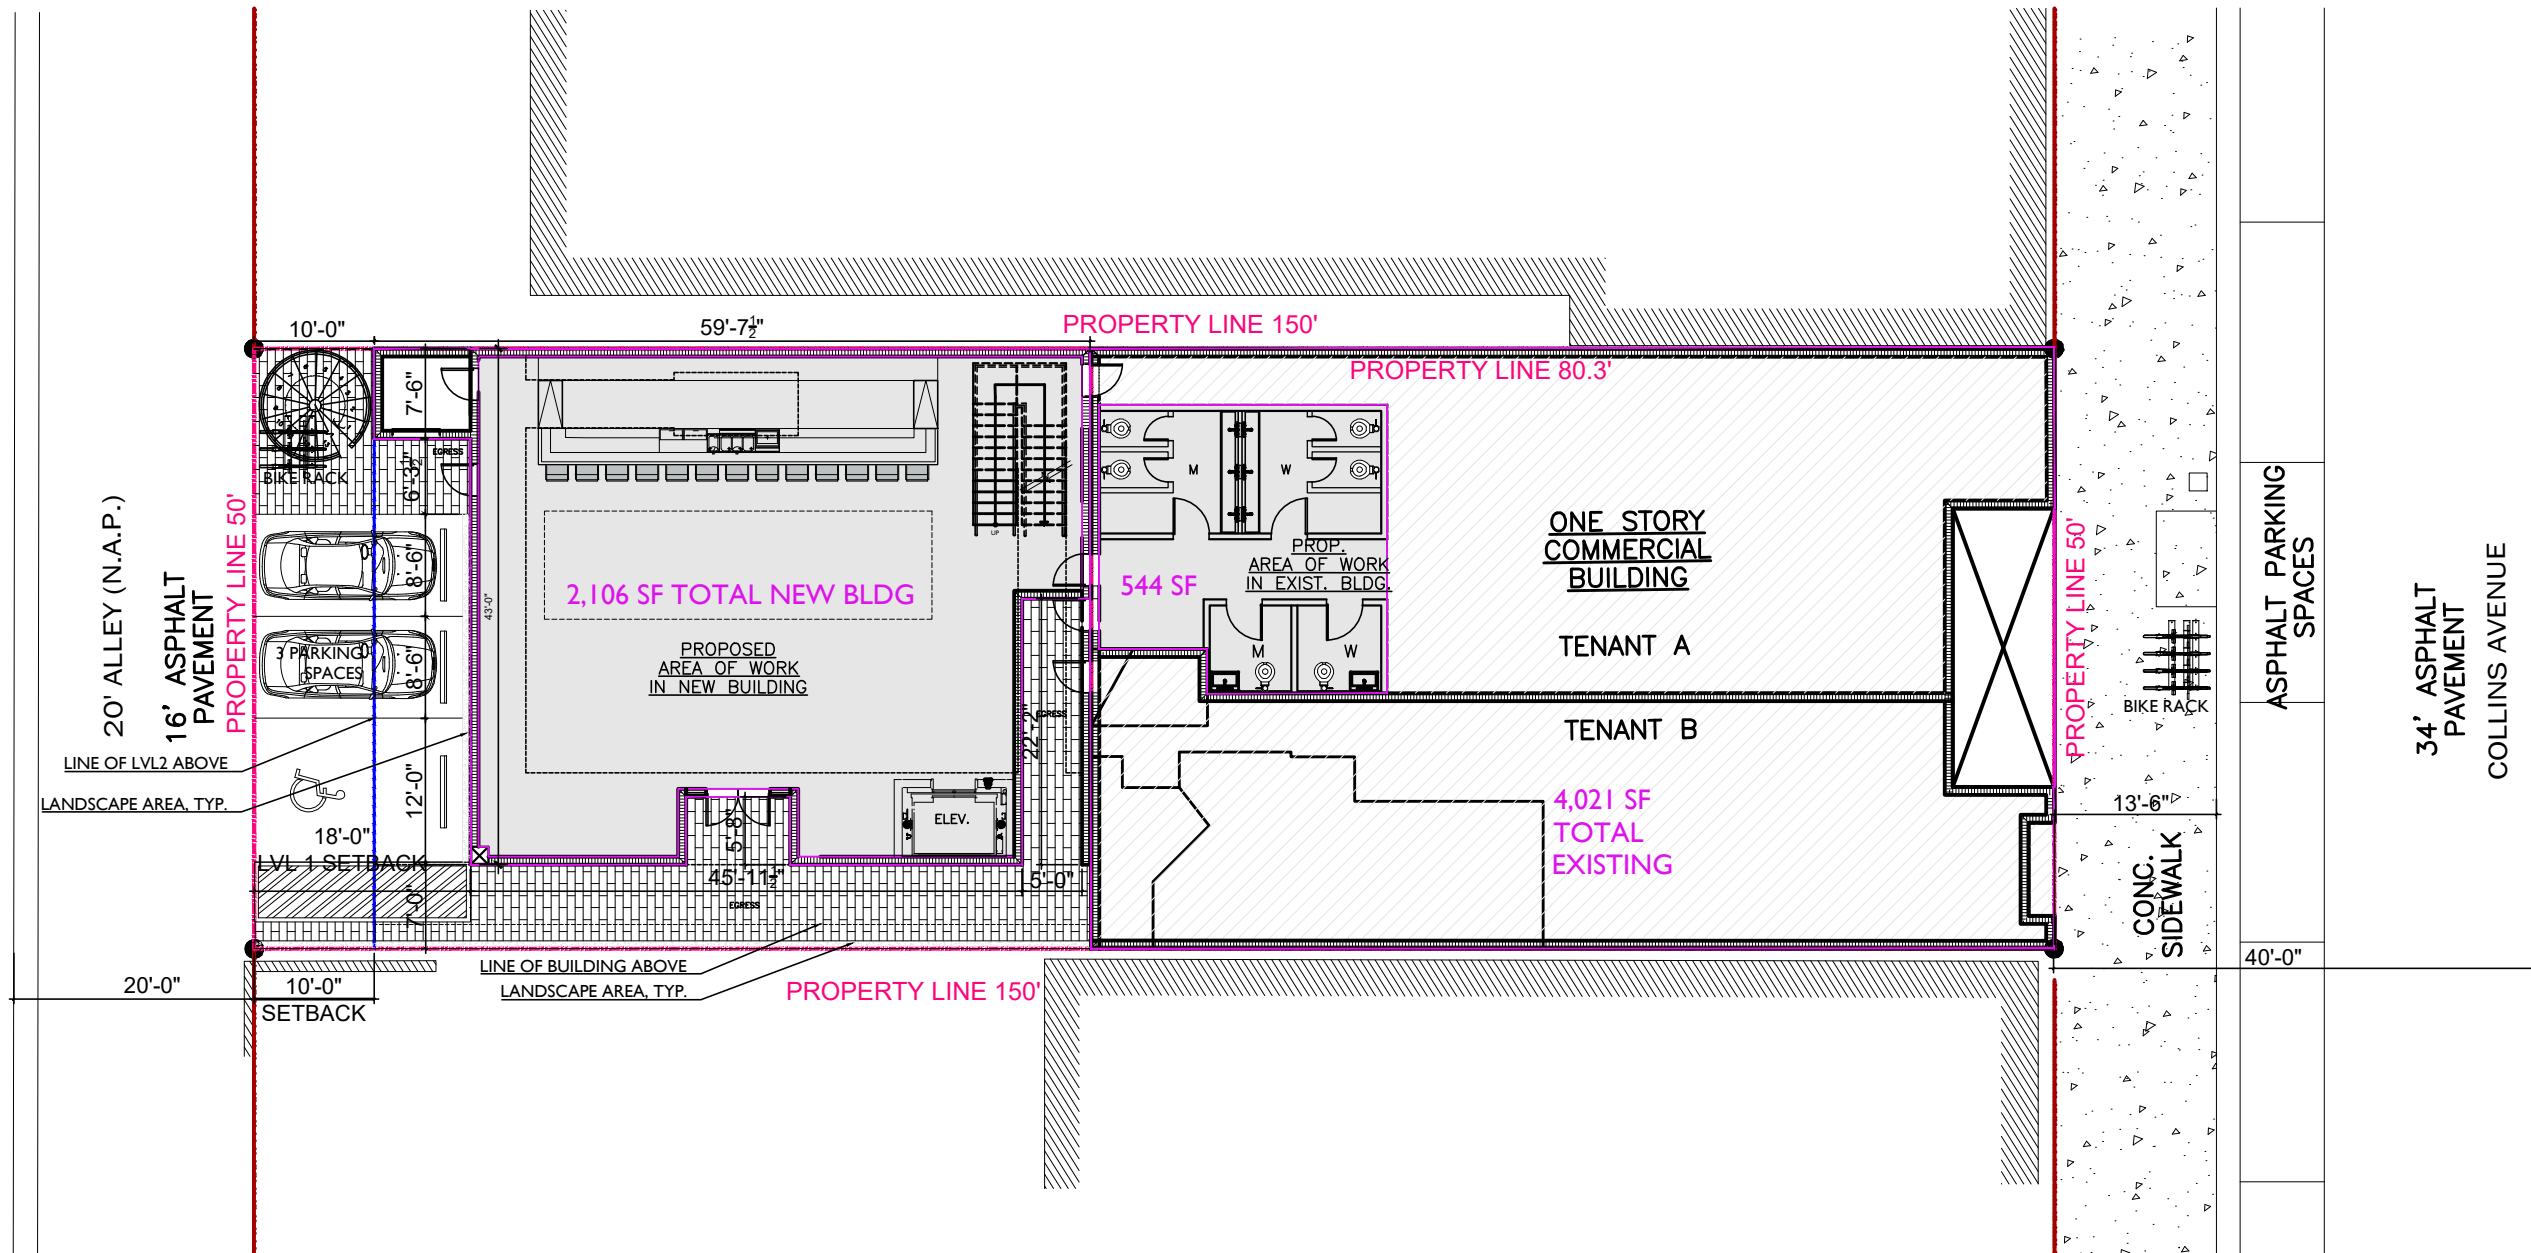 10'-0"
59'-7½"
PROPERTY LINE 150'
PROPERTY LINE 80.3'
7'-6"
6'-3½"
EGRESS
BIKE RACK
M
W
UP
20' ALLEY (N.A.P.)
16' ASPHALT
PAVEMENT
PROPERTY LINE 50'
8'-6"
8'-6"
3 PARKING
SPACES
43'-0"
2,106 SF TOTAL NEW BLDG
PROPOSED
AREA OF WORK
IN NEW BUILDING
544 SF
PROP.
AREA OF WORK
IN EXIST. BLDG.
M
W
ONE STORY
COMMERCIAL
BUILDING
TENANT A
TENANT B
4,021 SF
TOTAL
EXISTING
PROPERTY LINE 50'
BIKE RACK
ASPHALT PARKING
SPACES
34' ASPHALT
PAVEMENT
COLLINS AVENUE
LINE OF LVL2 ABOVE
LANDSCAPE AREA, TYP.
12'-0"
18'-0"
LVL 1 SETBACK
7'-0"
5'-8"
45'-11½"
EGRESS
ELEV.
22'-2"
EGRESS
5'-0"
13'-6"
CONC.
SIDEWALK
40'-0"
LINE OF BUILDING ABOVE
LANDSCAPE AREA, TYP.
PROPERTY LINE 150'
20'-0"
10'-0"
SETBACK